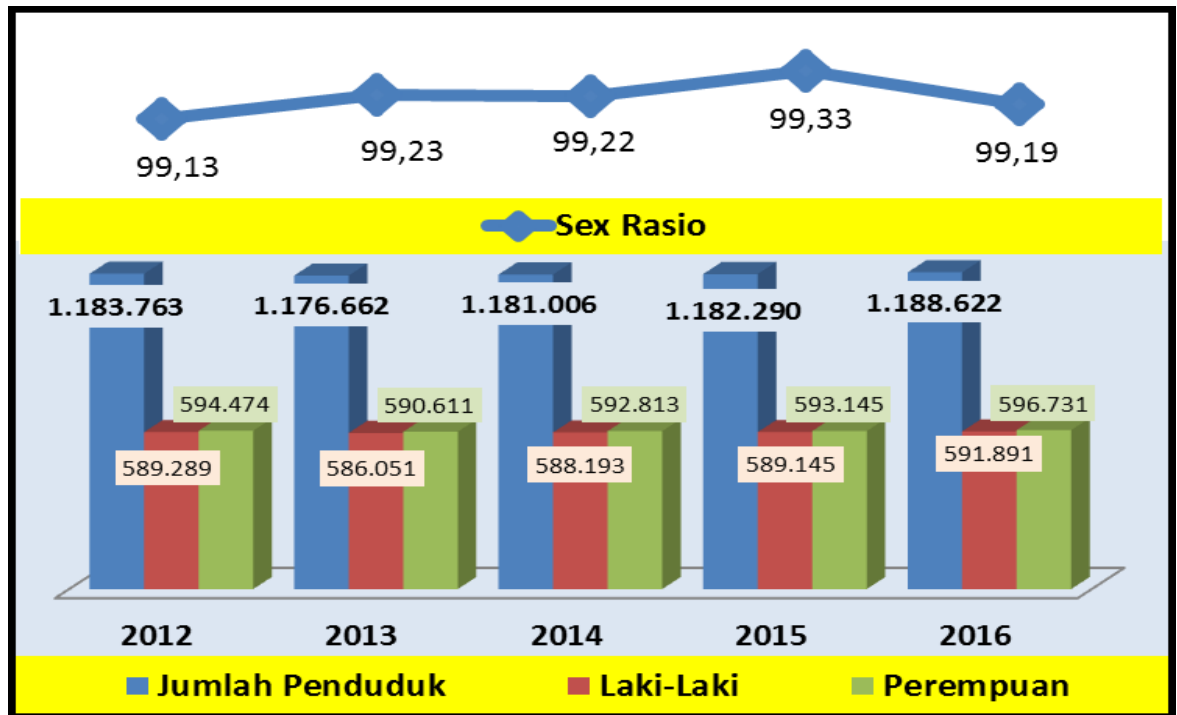 99,13 99,23 99,22 99,33 99,19
Sex Rasio
1.183.763 1.176.662 1.181.006 1.182.290 1.188.622
594.474 590.611 592.813 593.145 596.731
589.289 586.051 588.193 589.145 591.891
2012 2013 2014 2015 2016
Jumlah Penduduk Laki-Laki Perempuan